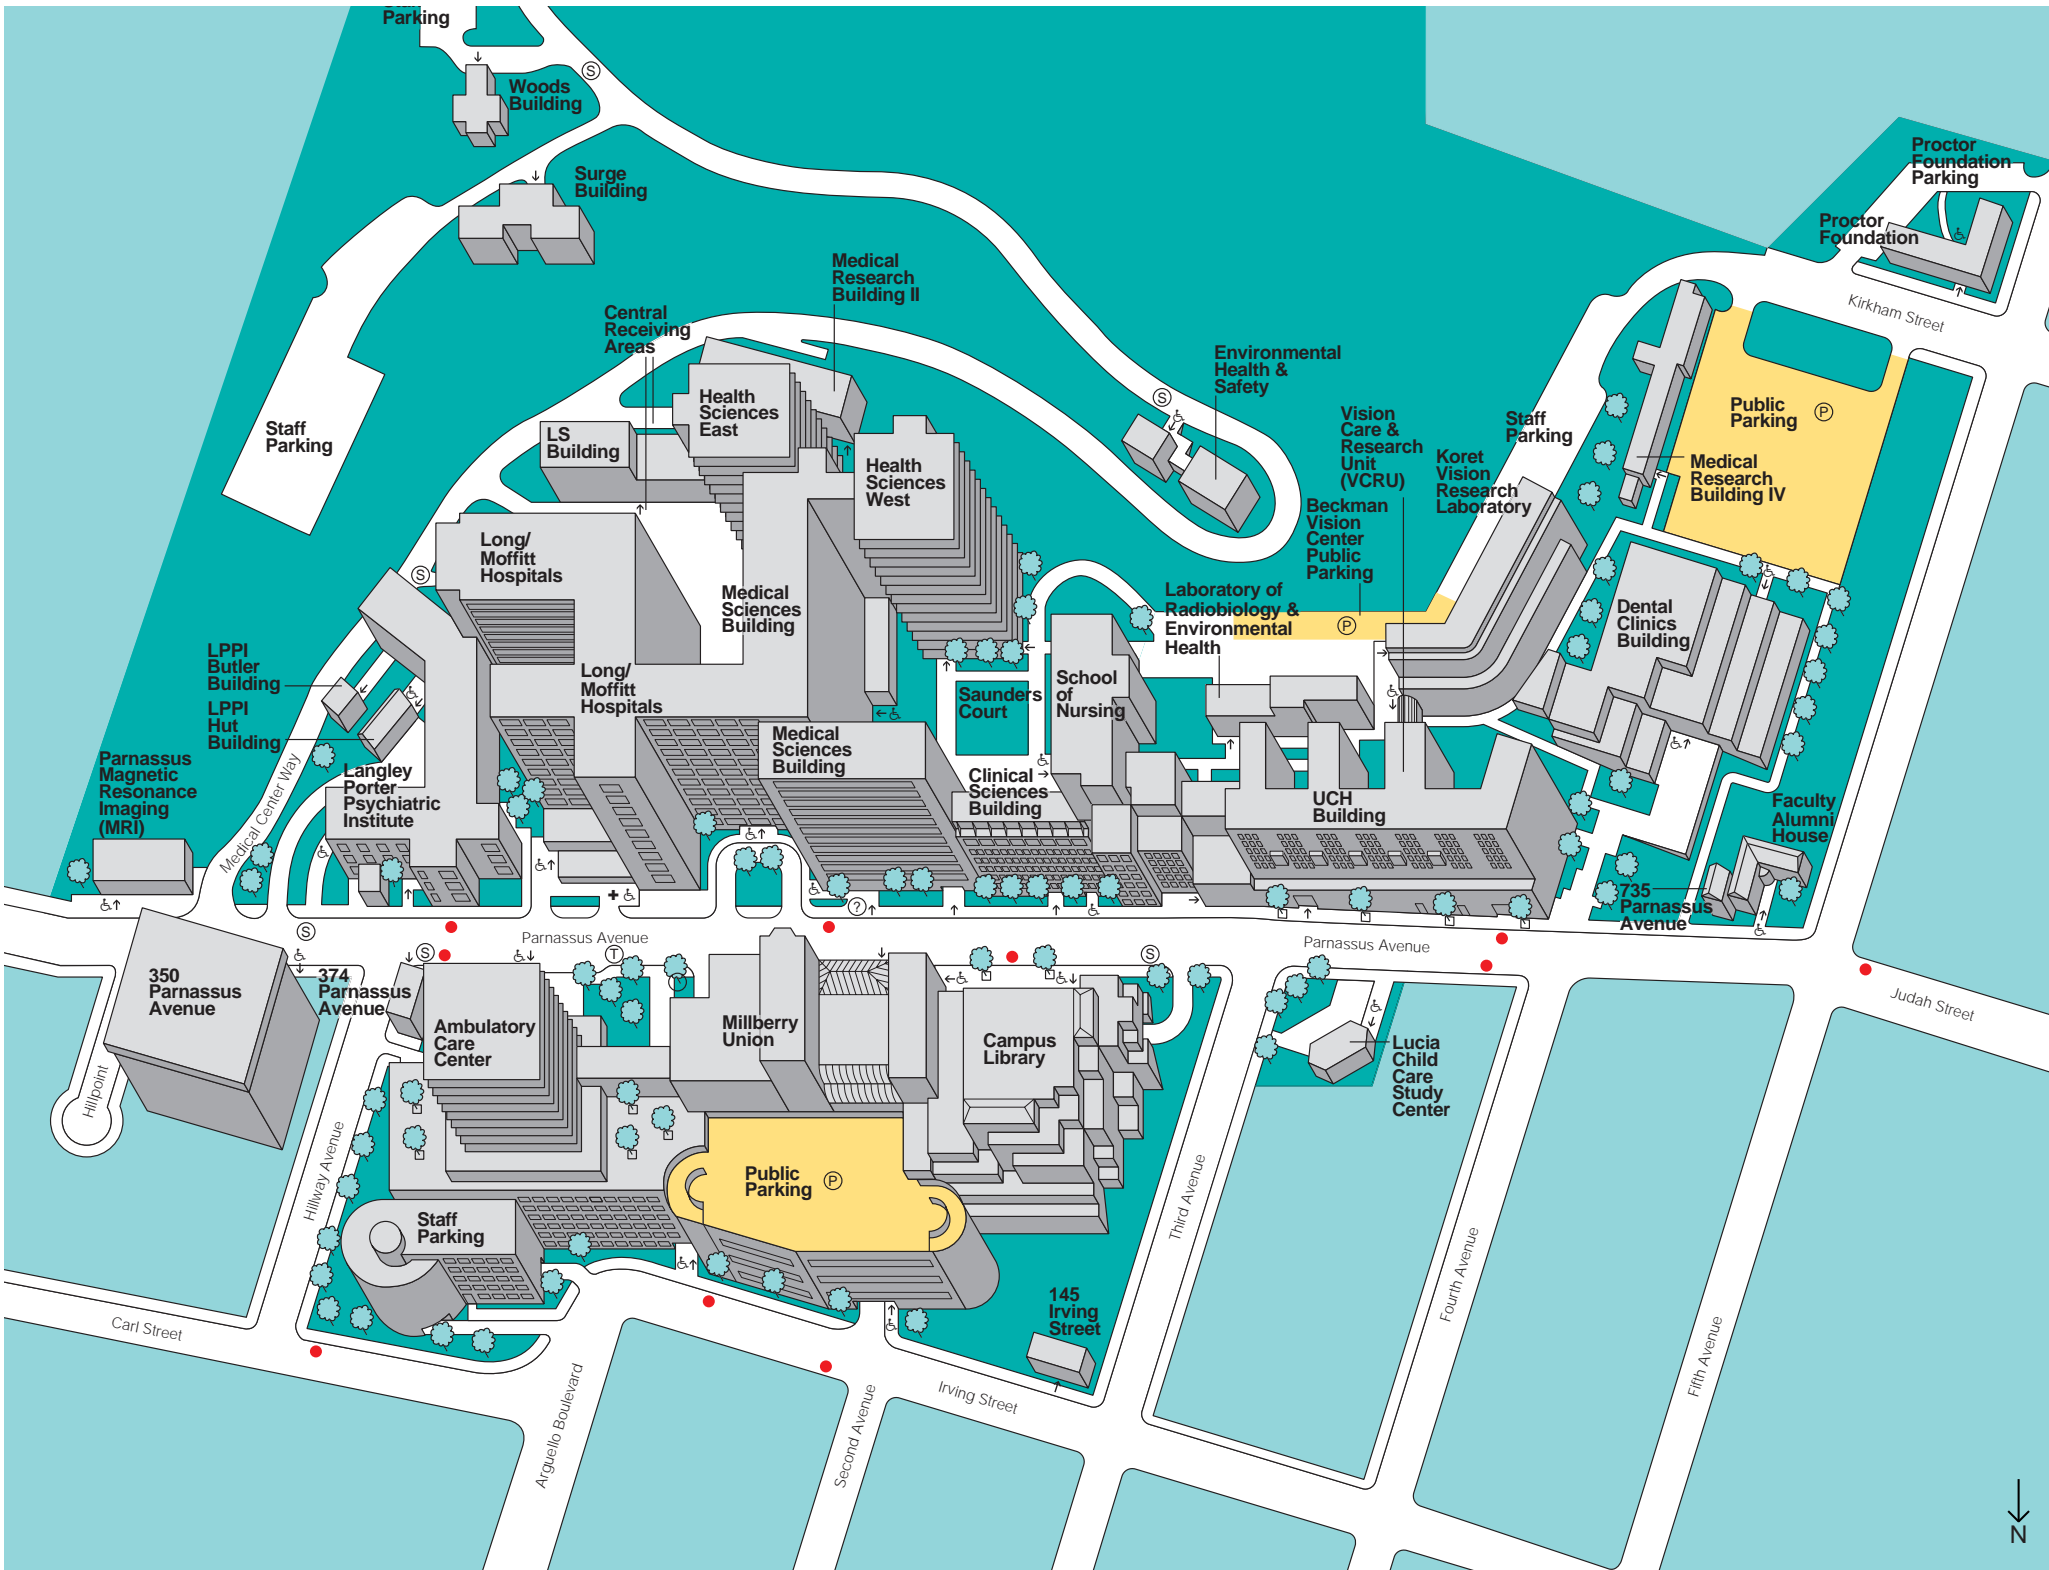 Parking
Woods
Building
S
Surge
Building
Proctor
Foundation
Parking
Proctor
Foundation
Kirkham Street
Medical
Research
Building II
Central
Receiving
Areas
Environmental
Health &
Safety
S
Staff
Parking
Health
Sciences
East
LS
Building
Health
Sciences
West
Vision
Care &
Research
Unit
(VCRU)
Staff
Parking
Koret
Vision
Research
Laboratory
Public
Parking
P
Medical
Research
Building IV
Beckman
Vision
Center
Public
Parking
P
Long/
Moffitt
Hospitals
S
Medical
Sciences
Building
Laboratory of
Radiobiology &
Environmental
Health
Dental
Clinics
Building
LPPI
Butler
Building
LPPI
Hut
Building
Long/
Moffitt
Hospitals
Saunders
Court
School
of
Nursing
Parnassus
Magnetic
Resonance
Imaging
(MRI)
Medical Center Way
Langley
Porter
Psychiatric
Institute
Medical
Sciences
Building
Clinical
Sciences
Building
UCH
Building
Faculty
Alumni
House
735
Parnassus
Avenue
?
S
S
T
S
Parnassus Avenue
Parnassus Avenue
Judah Street
350
Parnassus
Avenue
374
Parnassus
Avenue
Ambulatory
Care
Center
Millberry
Union
Campus
Library
Lucia
Child
Care
Study
Center
Hillpoint
Hillway Avenue
Public
Parking
P
Staff
Parking
Third Avenue
Fourth Avenue
Fifth Avenue
145
Irving
Street
Carl Street
Arguello Boulevard
Second Avenue
Irving Street
N